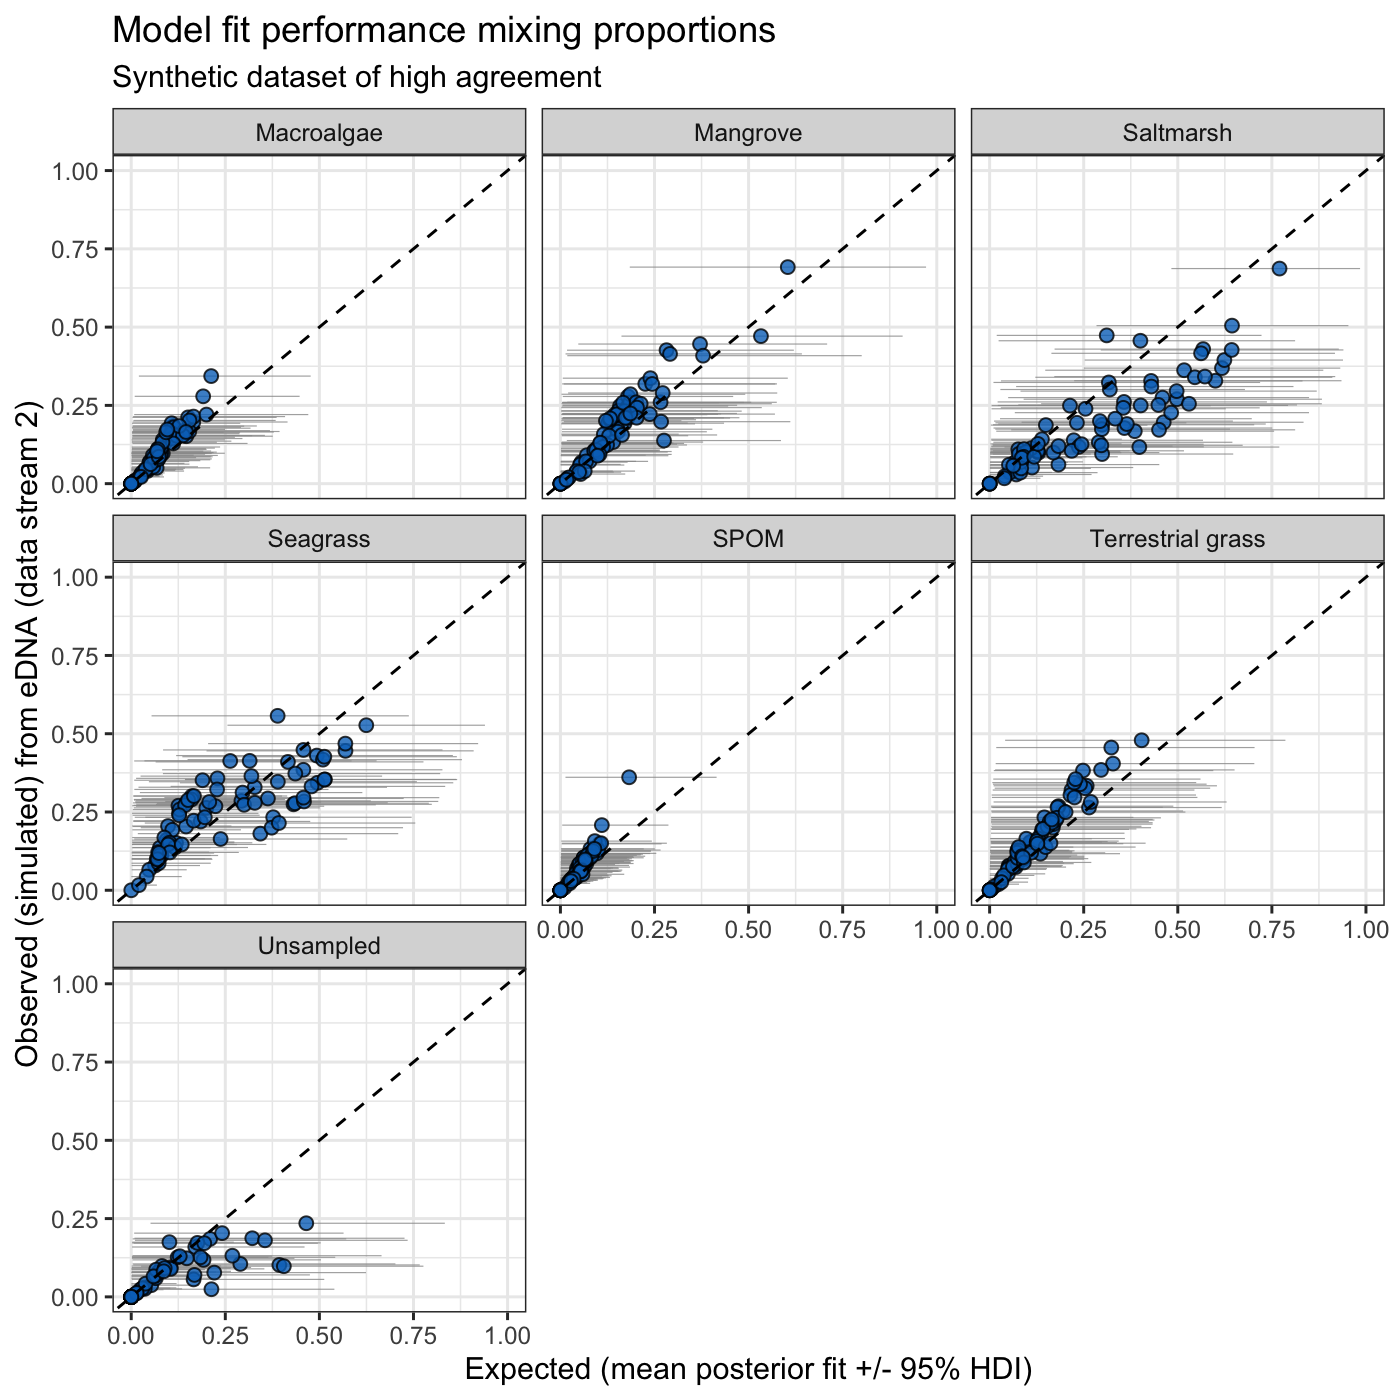 Model fit performance mixing proportions
Synthetic dataset of high agreement
Macroalgae
Mangrove
Saltmarsh
1.00
0.75
0.50
0.25
0.00
Seagrass
SPOM
Terrestrial grass
1.00
0.75
0.50
0.25
0.00
0.00 0.25 0.50 0.75 1.00
0.00 0.25 0.50 0.75 1.00
Unsampled
1.00
0.75
0.50
0.25
0.00
0.00 0.25 0.50 0.75 1.00
Observed (simulated) from eDNA (data stream 2)
Expected (mean posterior fit +/- 95% HDI)